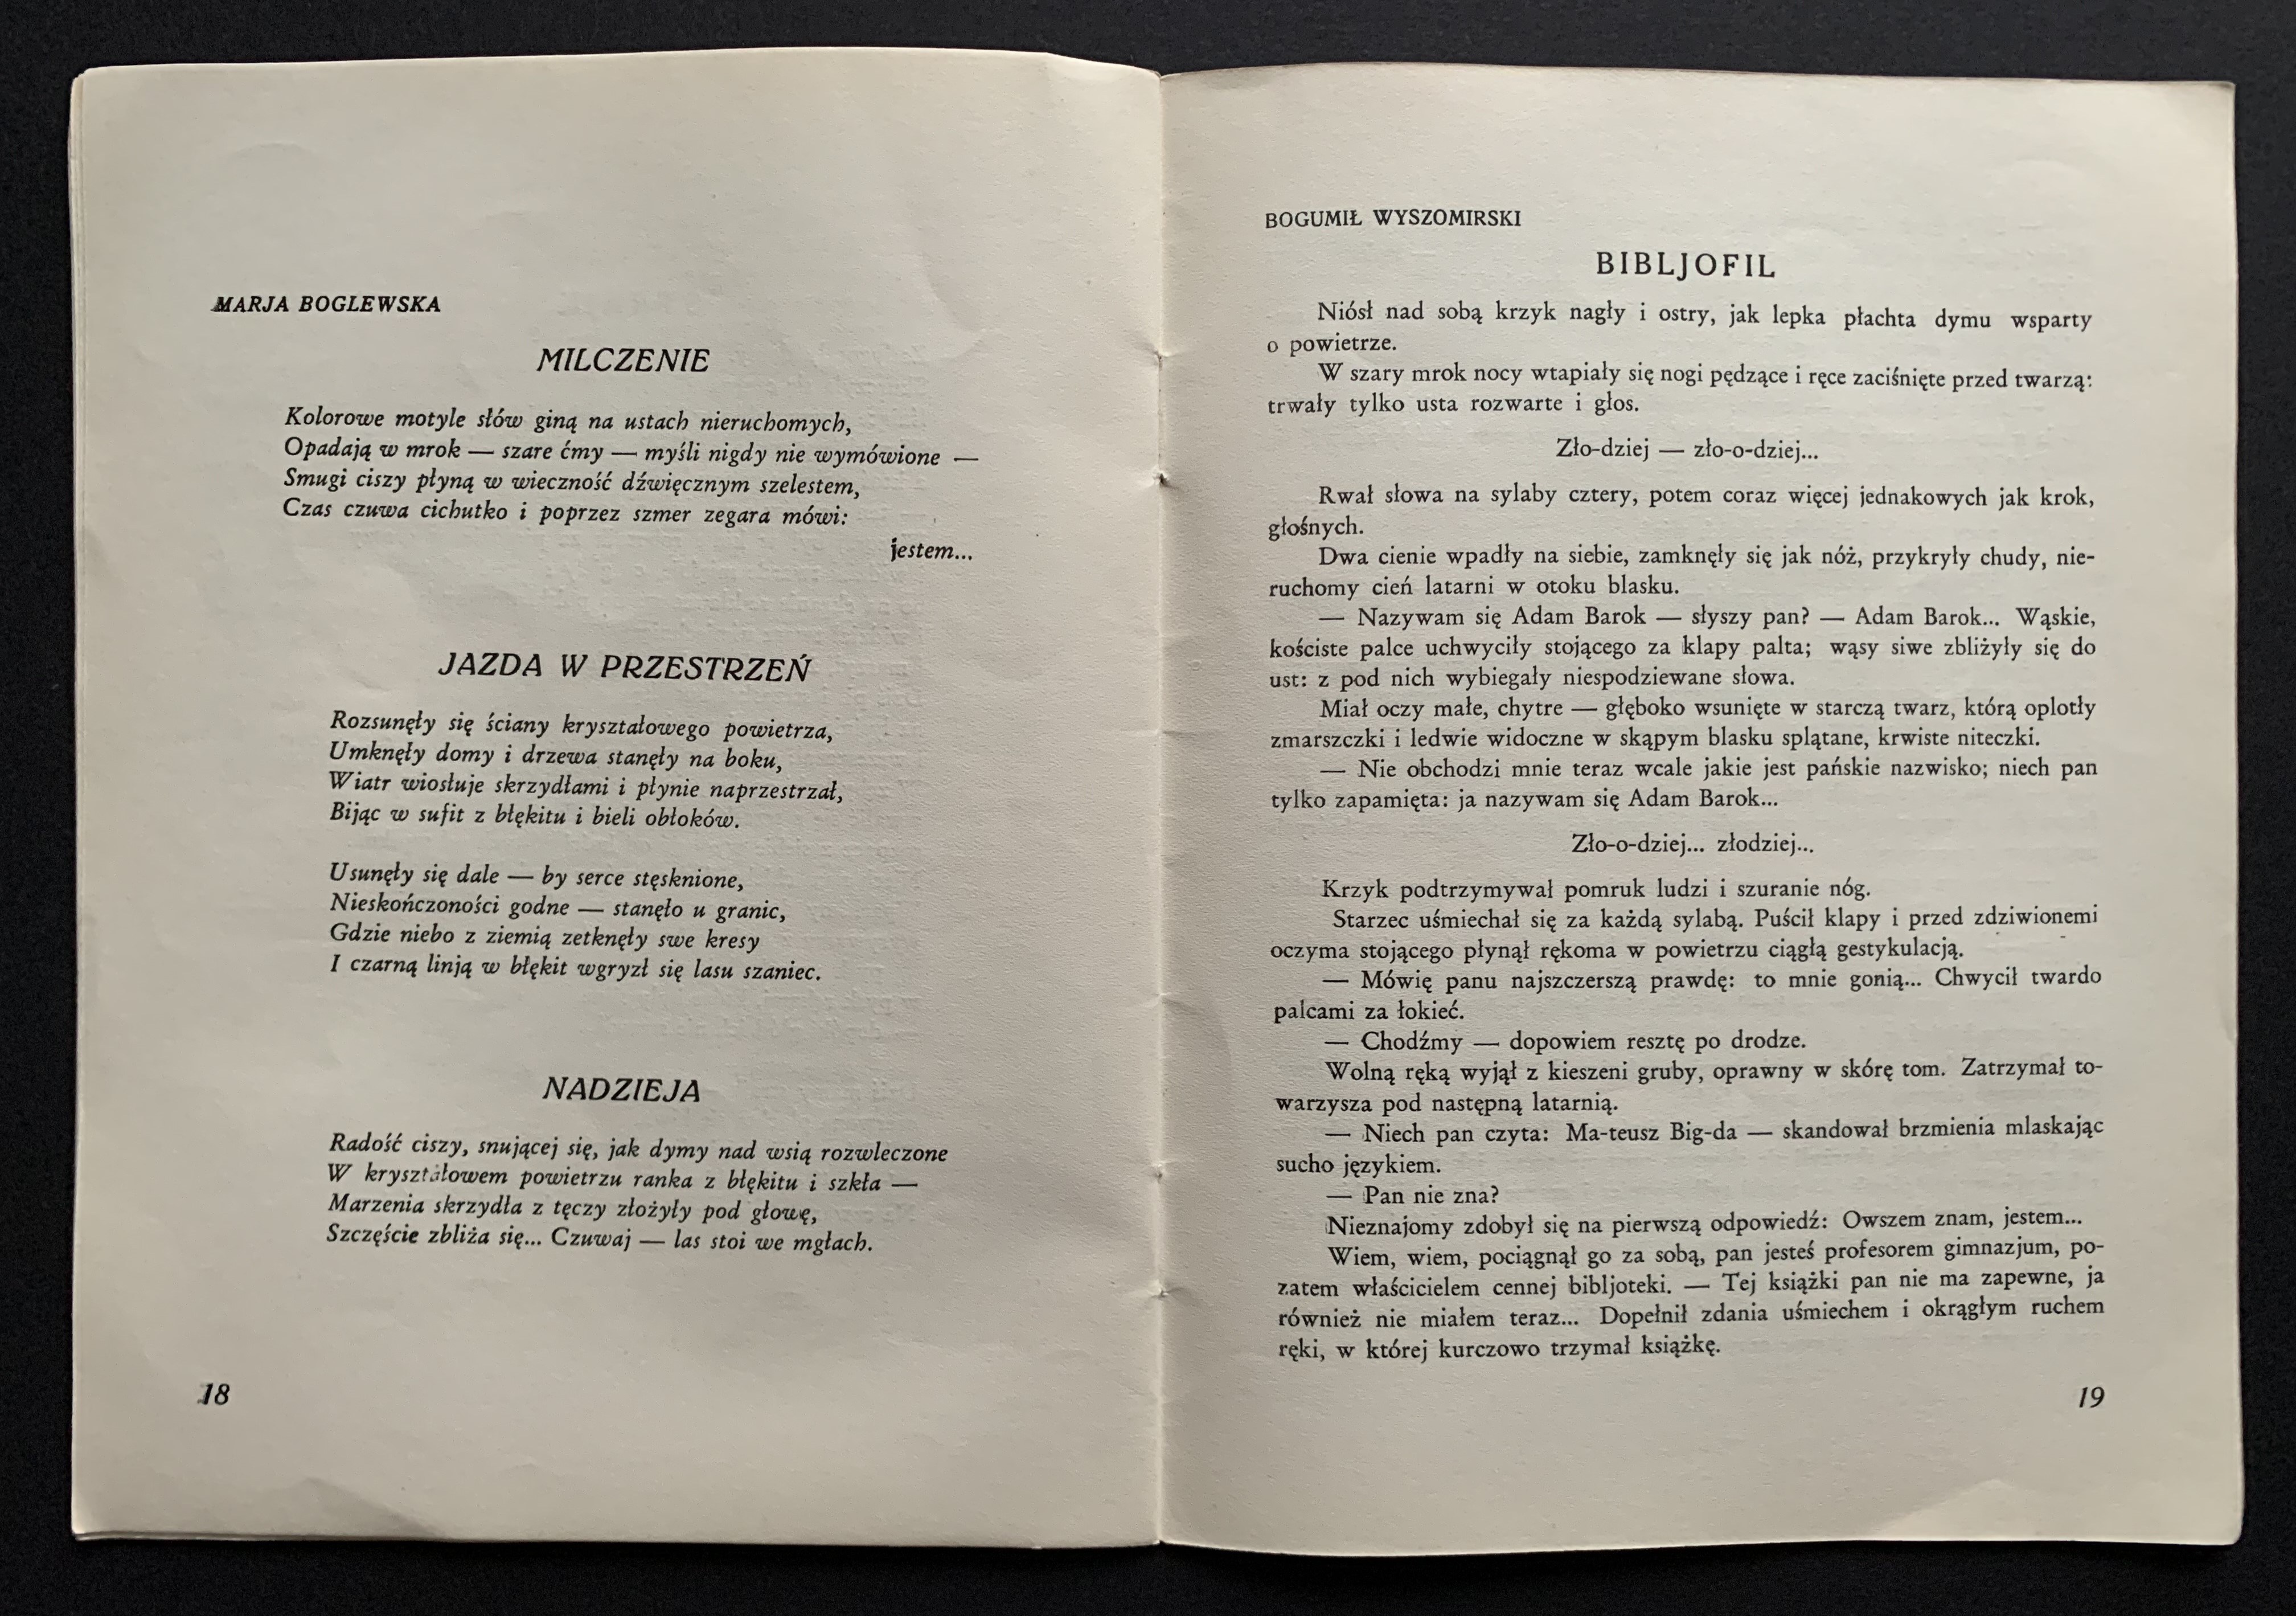 MARJA BOGLEWSKA
MILCZENIE
Kolorowe motyle słów giną na ustach nieruchomych,
Opadają w mrok — szare ćmy — myśli nigdy nie wymówione —
Smugi ciszy płyną w wieczność dźwięcznym szelestem,
Czas czuwa cichutko i poprzez szmer zegara mówi:
jestem...
JAZDA W PRZESTRZEŃ
Rozsunęły się ściany kryształowego powietrza,
Umknęły domy i drzewa stanęły na boku,
Wiatr wiosłuje skrzydłami i płynie naprzestrzał,
Bijąc w sufit z błękitu i bieli obłoków.
Usunęły się dale — by serce stęsknione,
Nieskończoności godne — stanęło u granic,
Gdzie niebo z ziemią zetknęły swe kresy
I czarną linją w błękit wgryzł się lasu szaniec.
NADZIEJA
Radość ciszy, snującej się, jak dymy nad wsią rozwleczone
W kryształowem powietrzu ranka z błękitu i szkła —
Marzenia skrzydła z tęczy złożyły pod głowę,
Szczęście zbliża się... Czuwaj — las stoi we mgłach.
18
BOGUMIŁ WYSZOMIRSKI
BIBLJOFIL
Niósł nad sobą krzyk nagły i ostry, jak lepka płachta dymu wsparty
o powietrze.
W szary mrok nocy wtapiały się nogi pędzące i ręce zaciśnięte przed twarzą:
trwały tylko usta rozwarte i głos.
Zło-dziej — zło-o-dziej...
Rwał słowa na sylaby cztery, potem coraz więcej jednakowych jak krok,
głośnych.
Dwa cienie wpadły na siebie, zamknęły się jak nóż, przykryły chudy, nie-
ruchomy cień latarni w otoku blasku.
— Nazywam się Adam Barok — słyszy pan? — Adam Barok... Wąskie,
kościste palce uchwyciły stojącego za klapy palta; wąsy siwe zbliżyły się do
ust: z pod nich wybiegały niespodziewane słowa.
Miał oczy małe, chytre — głęboko wsunięte w starczą twarz, którą oplotły
zmarszczki i ledwie widoczne w skąpym blasku splątane, krwiste niteczki.
— Nie obchodzi mnie teraz wcale jakie jest pańskie nazwisko; niech pan
tylko zapamięta: ja nazywam się Adam Barok...
Zło-o-dziej... złodziej...
Krzyk podtrzymywał pomruk ludzi i szuranie nóg.
Starzec uśmiechał się za każdą sylabą. Puścił klapy i przed zdziwionemi
oczyma stojącego płynął rękoma w powietrzu ciągłą gestykulacją.
— Mówię panu najszczerszą prawdę: to mnie gonią... Chwycił twardo
palcami za łokieć.
— Chodźmy — dopowiem resztę po drodze.
Wolną ręką wyjął z kieszeni gruby, oprawny w skórę tom. Zatrzymał to-
warzysza pod następną latarnią.
— Niech pan czyta: Ma-teusz Big-da — skandował brzmienia mlaskając
sucho językiem.
— Pan nie zna?
Nieznajomy zdobył się na pierwszą odpowiedź: Owszem znam, jestem...
Wiem, wiem, pociągnął go za sobą, pan jesteś profesorem gimnazjum, po-
zatem właścicielem cennej bibljoteki. — Tej książki pan nie ma zapewne, ja
również nie miałem teraz... Dopełnił zdania uśmiechem i okrągłym ruchem
ręki, w której kurczowo trzymał książkę.
19